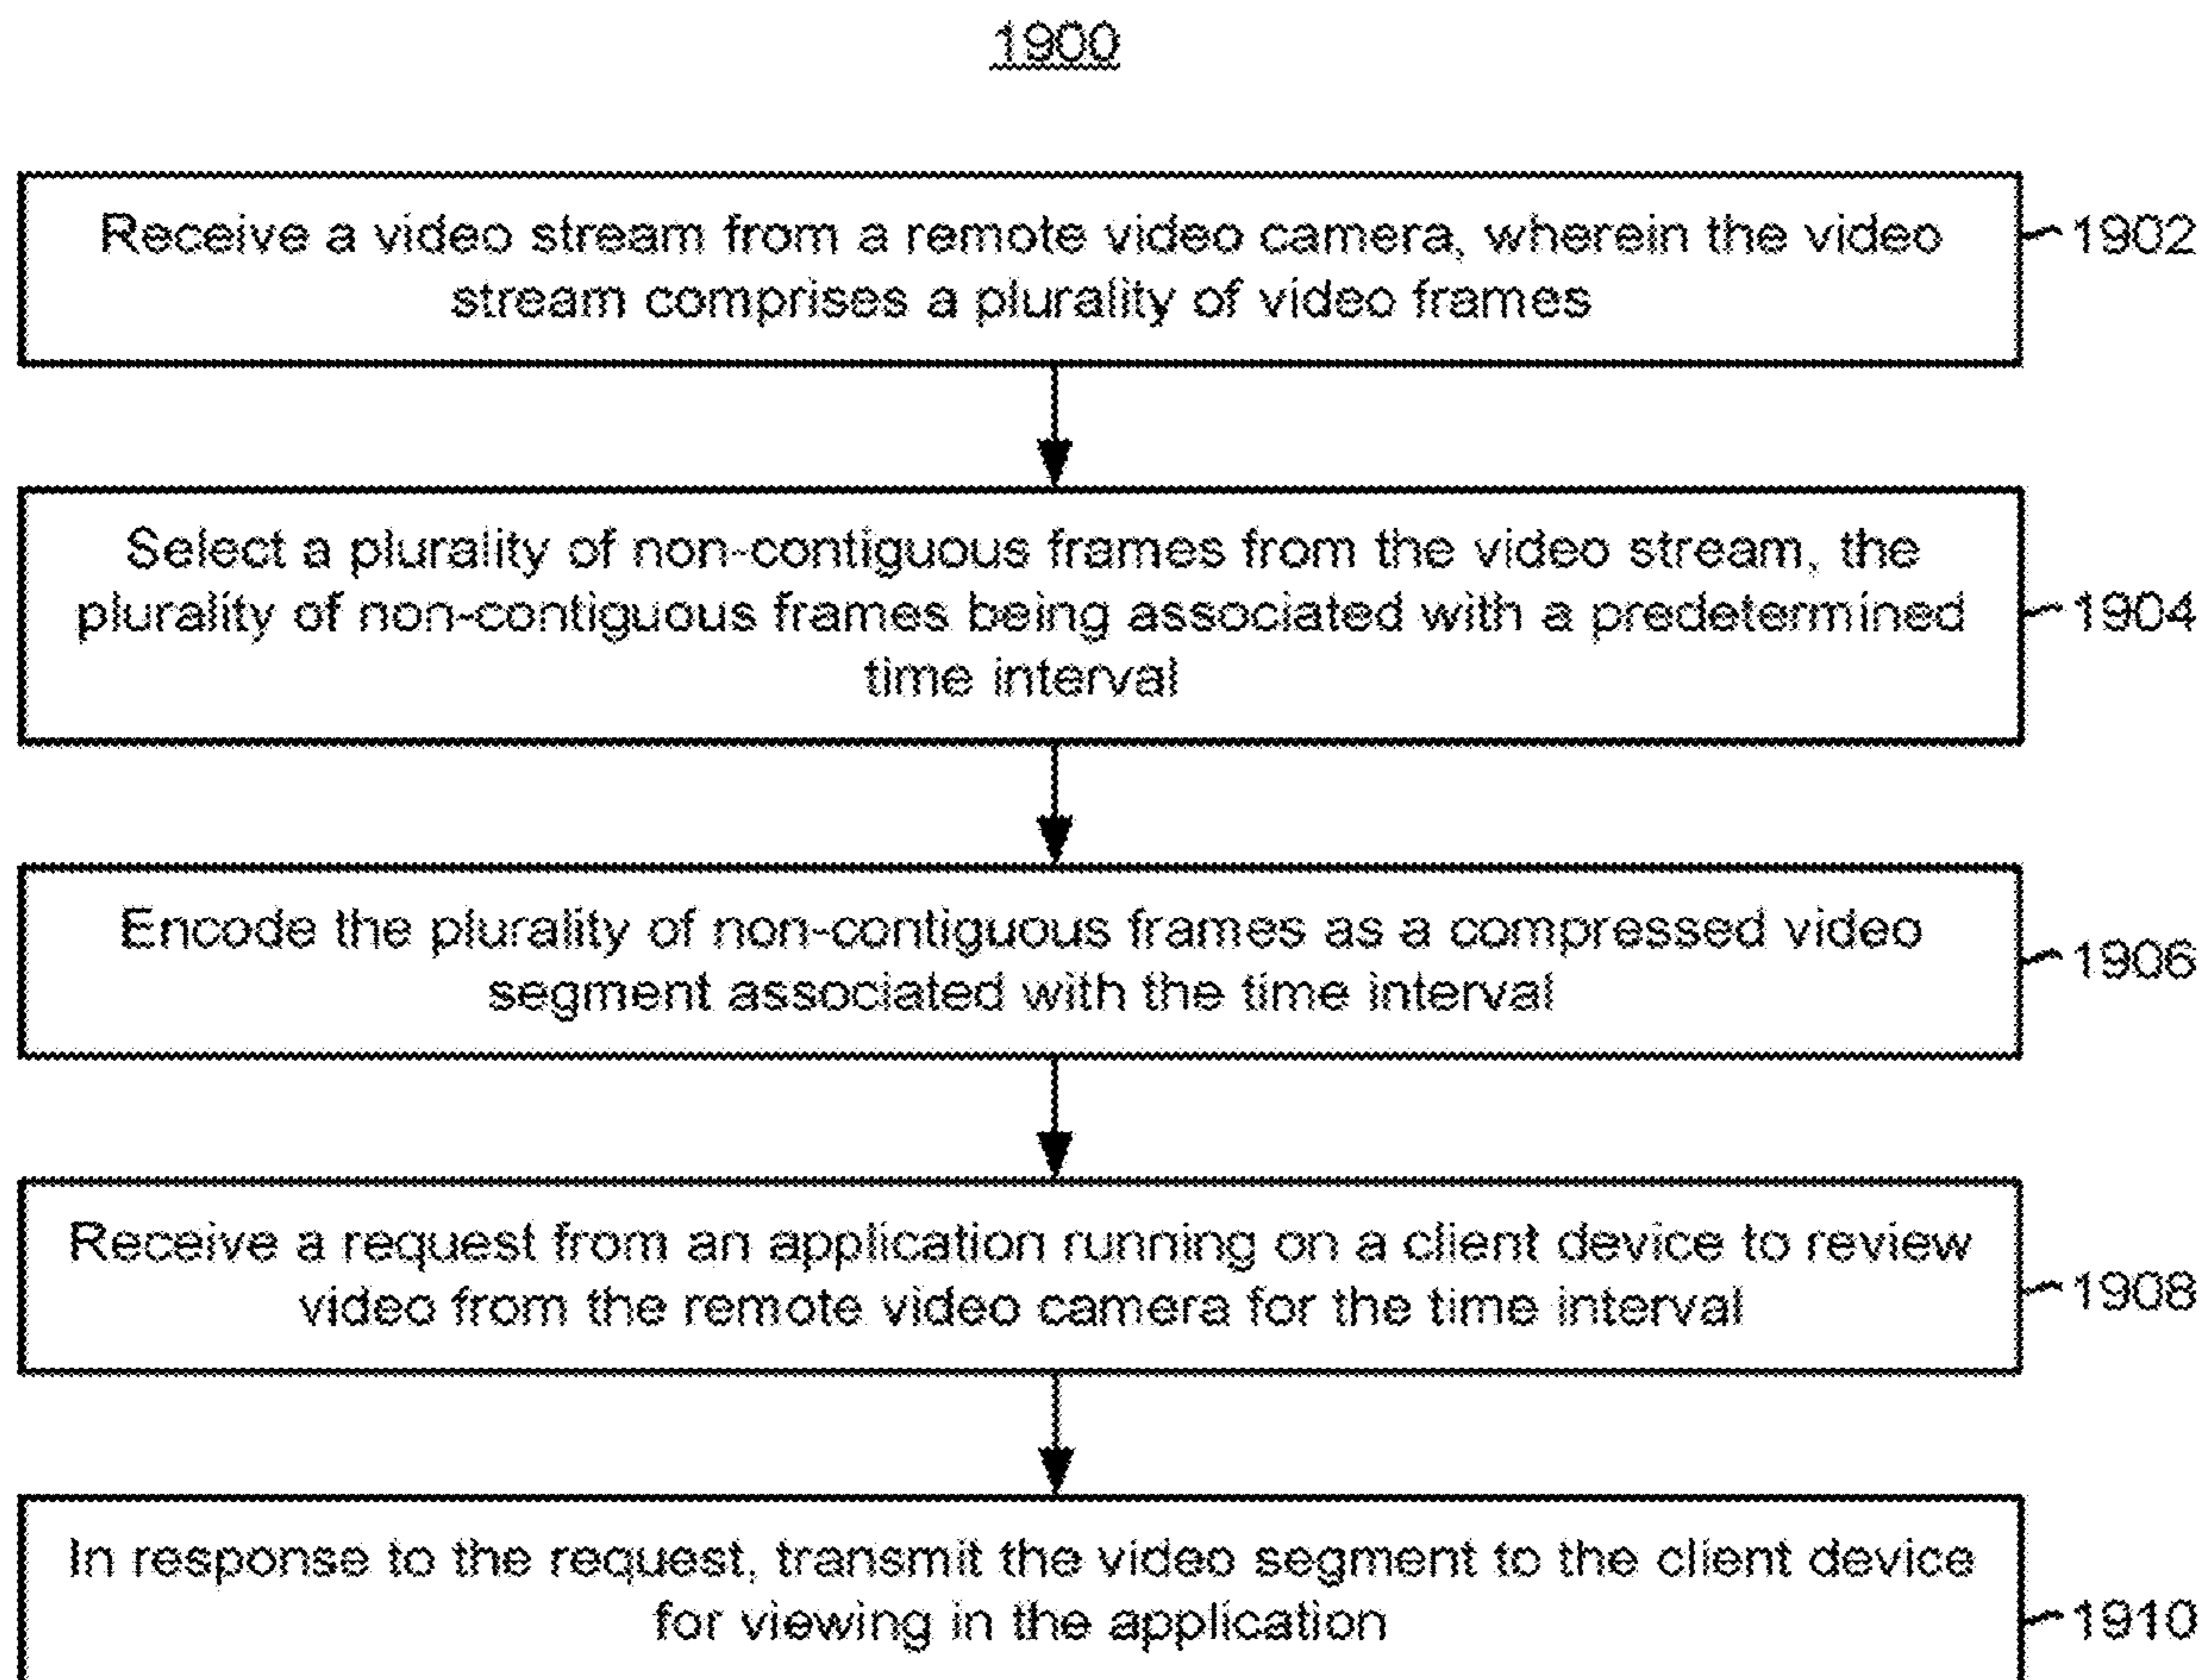 1900
Receive a video stream from a remote video camera, wherein the video
stream comprises a plurality of video frames
1902
Select a plurality of non-contiguous frames from the video stream, the
plurality of non-contiguous frames being associated with a predetermined
time interval
1904
Encode the plurality of non-contiguous frames as a compressed video
segment associated with the time interval
1906
Receive a request from an application running on a client device to review
video from the remote video camera for the time interval
1908
In response to the request, transmit the video segment to the client device
for viewing in the application
1910